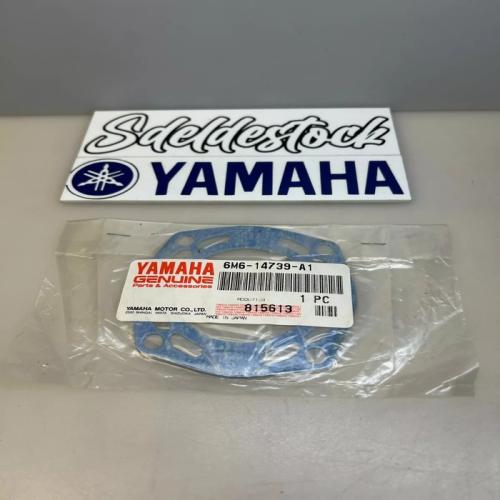 Sdeldestock
YAMAHA
YAMAHA
GENUINE
Parts & Accessories
6M6-14739-A1
1 PC
YAMAHA MOTOR CO., LTD.
815613
MADE IN JAPAN